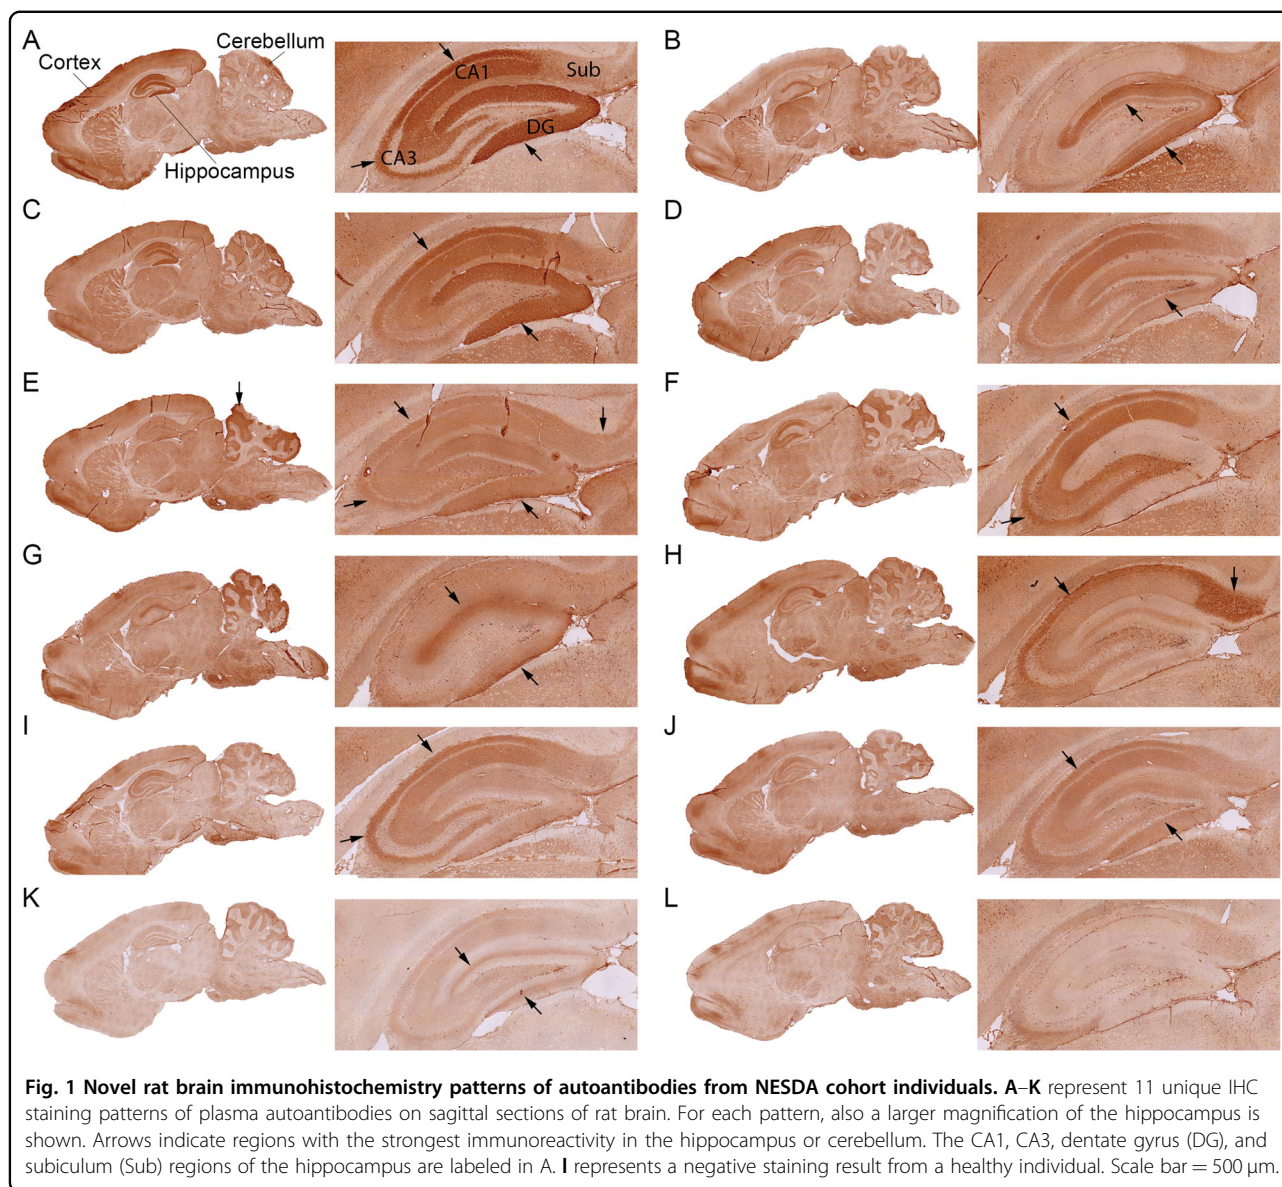 A
Cerebellum
Cortex
Hippocampus
CA1
Sub
DG
CA3
B
C
D
E
F
G
H
I
J
K
L
Fig. 1 Novel rat brain immunohistochemistry patterns of autoantibodies from NESDA cohort individuals. A–K represent 11 unique IHC
staining patterns of plasma autoantibodies on sagittal sections of rat brain. For each pattern, also a larger magnification of the hippocampus is
shown. Arrows indicate regions with the strongest immunoreactivity in the hippocampus or cerebellum. The CA1, CA3, dentate gyrus (DG), and
subiculum (Sub) regions of the hippocampus are labeled in A. I represents a negative staining result from a healthy individual. Scale bar = 500 µm.